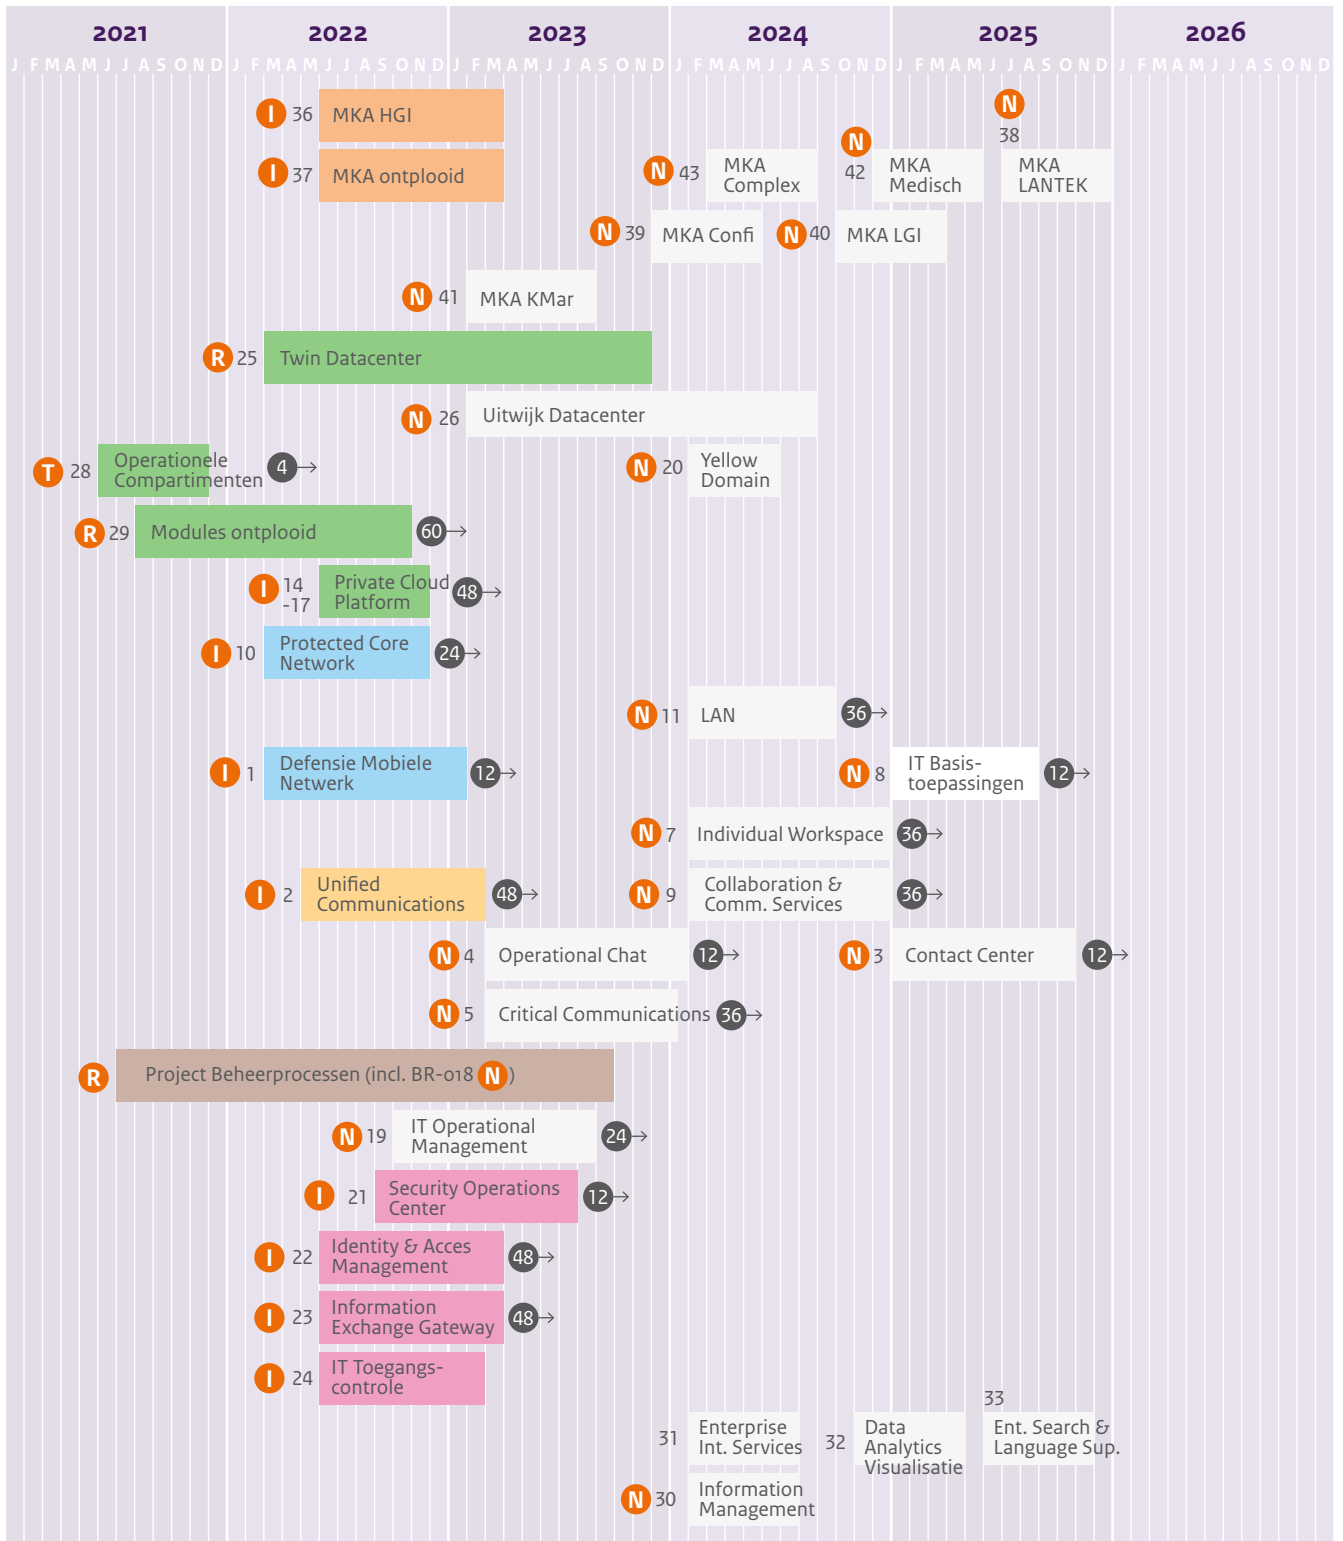 2021 2022 2023 2024 2025 2026
J F M A M J J A S O N D J F M A M J J A S O N D J F M A M J J A S O N D J F M A M J J A S O N D J F M A M J J A S O N D J F M A M J J A S O N D
I 36 MKA HGI
N
38
I 37 MKA ontplooid
N 43 MKA
Complex
N
42 MKA
Medisch
MKA
LANTEK
N 39 MKA Confi
N 40 MKA LGI
N 41 MKA KMar
R 25 Twin Datacenter
N 26 Uitwijk Datacenter
T 28 Operationele
Compartimenten 4
N 20 Yellow
Domain
R 29 Modules ontplooid 60
I 14
-17 Private Cloud
Platform 48
I 10 Protected Core
Network 24
N 11 LAN 36
I 1 Defensie Mobiele
Netwerk 12
N 8 IT Basis-
toepassingen 12
N 7 Individual Workspace 36
I 2 Unified
Communications 48
N 9 Collaboration &
Comm. Services 36
N 4 Operational Chat 12
N 3 Contact Center 12
N 5 Critical Communications 36
R Project Beheerprocessen (incl. BR-018 N )
N 19 IT Operational
Management 24
I 21 Security Operations
Center 12
I 22 Identity & Acces
Management 48
I 23 Information
Exchange Gateway 48
I 24 IT Toegangs-
controle
31 Enterprise
Int. Services
32 Data
Analytics
Visualisatie
33
Ent. Search &
Language Sup.
N 30 Information
Management